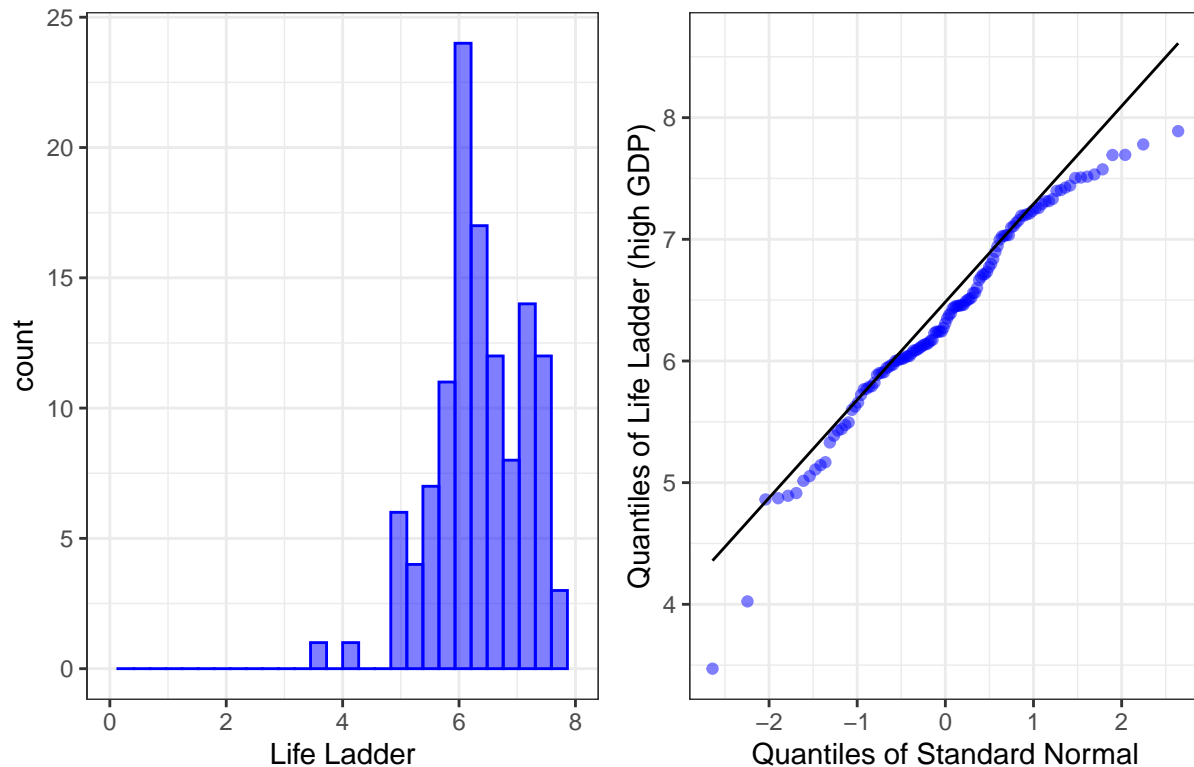 25
20
15
10
5
0
count
0 2 4 6 8
Life Ladder
8
7
6
5
4
Quantiles of Life Ladder (high GDP)
−2 −1 0 1 2
Quantiles of Standard Normal